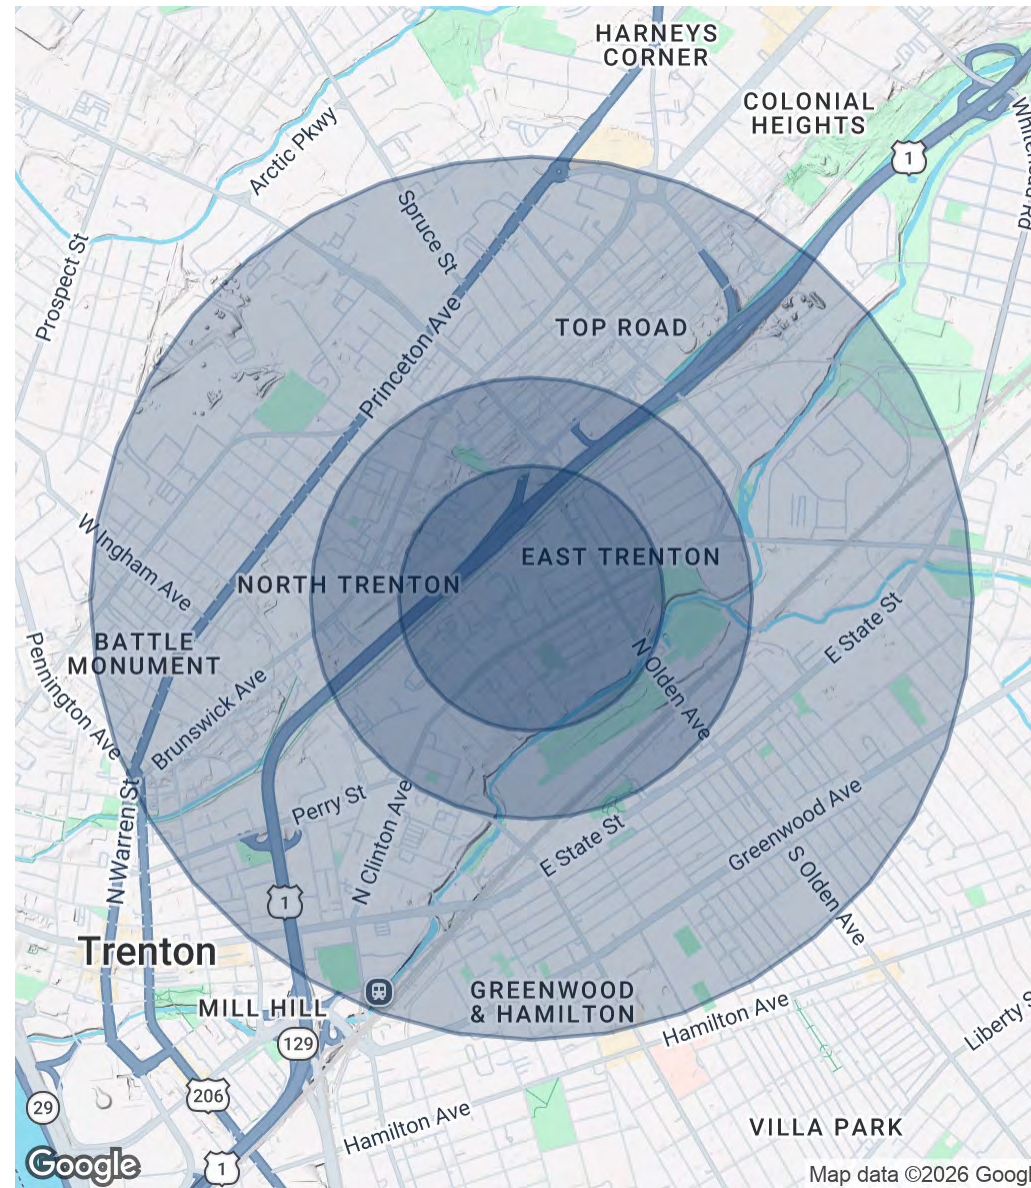 HARNEYS
CORNER
COLONIAL
HEIGHTS
1
Arctic Pkwy
Spruce St
Prospect St
Princeton Ave
TOP ROAD
W Ingham Ave
NORTH TRENTON
EAST TRENTON
BATTLE
MONUMENT
Pennington Ave
Brunswick Ave
N Olden Ave
E State St
N Warren St
Perry St
N Clinton Ave
E State St
Greenwood Ave
S Olden Ave
1
Trenton
MILL HILL
GREENWOOD
& HAMILTON
129
Hamilton Ave
Liberty S
206
29
Hamilton Ave
VILLA PARK
1
Google
Map data ©2026 Googl